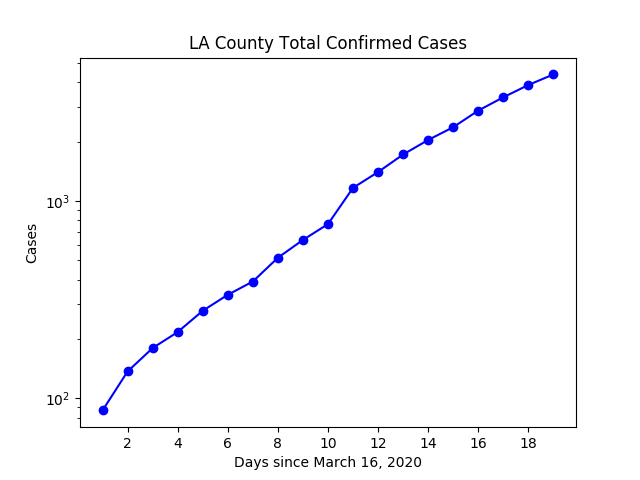 LA County Total Confirmed Cases
Cases
10³
10²
2 4 6 8 10 12 14 16 18
Days since March 16, 2020